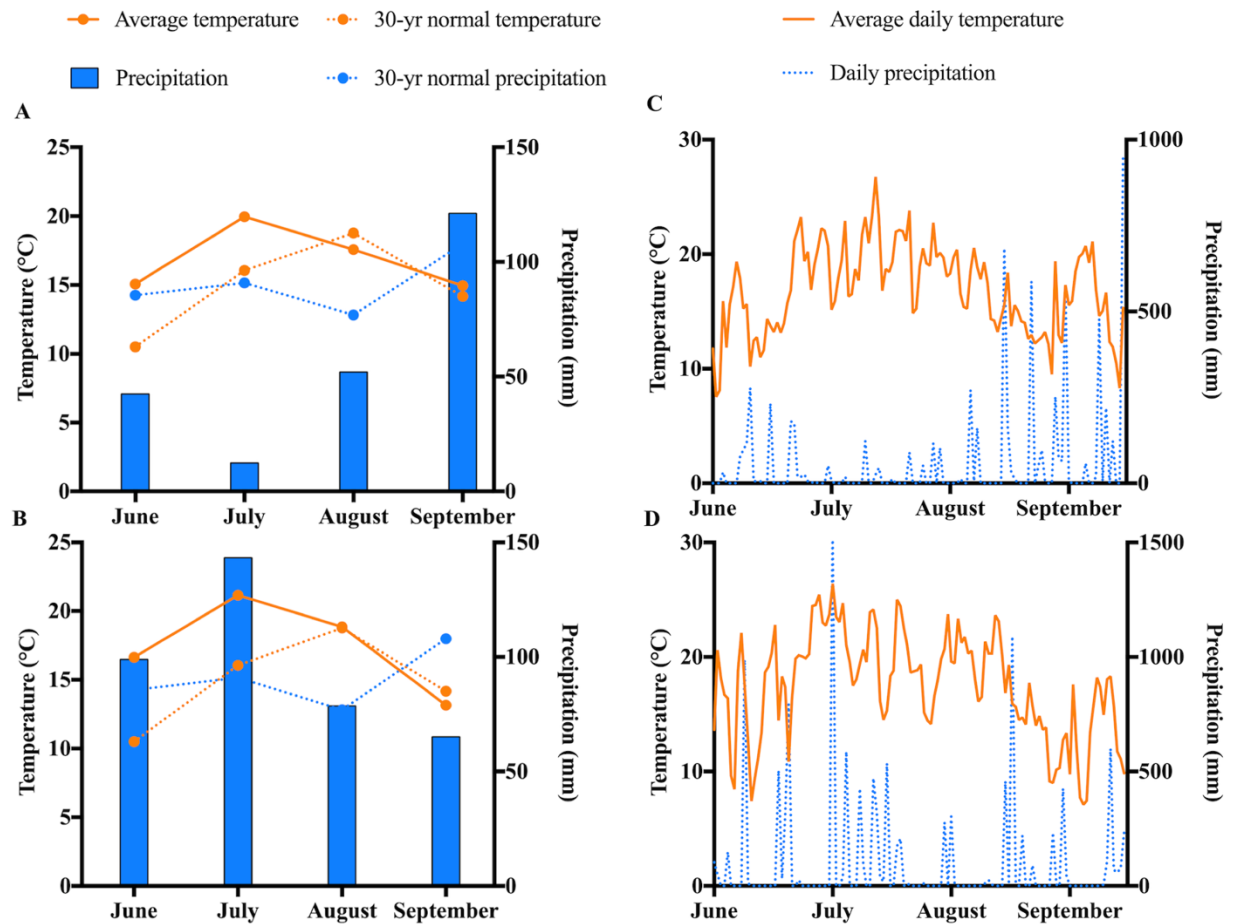 Average temperature
30-yr normal temperature
Average daily temperature
Precipitation
30-yr normal precipitation
Daily precipitation
A
25
20
15
10
5
0
Temperature (°C)
150
100
50
0
Precipitation (mm)
June July August September
C
30
20
10
0
Temperature (°C)
1000
500
0
Precipitation (mm)
June July August September
B
25
20
15
10
5
0
Temperature (°C)
150
100
50
0
Precipitation (mm)
June July August September
D
30
20
10
0
Temperature (°C)
1500
1000
500
0
Precipitation (mm)
June July August September